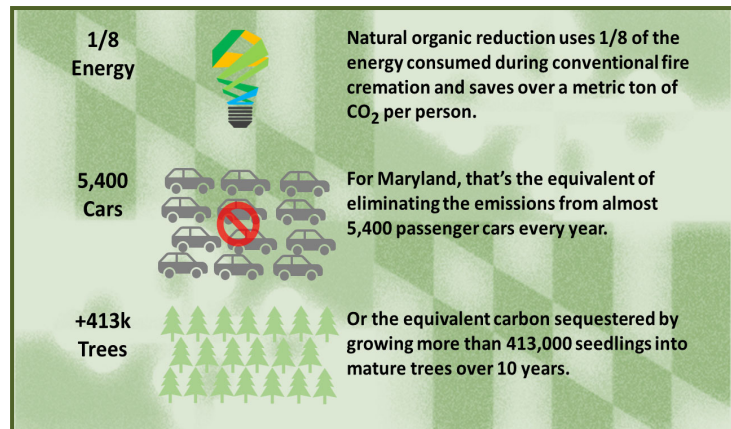 1/8
Energy
Natural organic reduction uses 1/8 of the
energy consumed during conventional fire
cremation and saves over a metric ton of
CO2 per person.
5,400
Cars
For Maryland, that's the equivalent of
eliminating the emissions from almost
5,400 passenger cars every year.
+413k
Trees
Or the equivalent carbon sequestered by
growing more than 413,000 seedlings into
mature trees over 10 years.